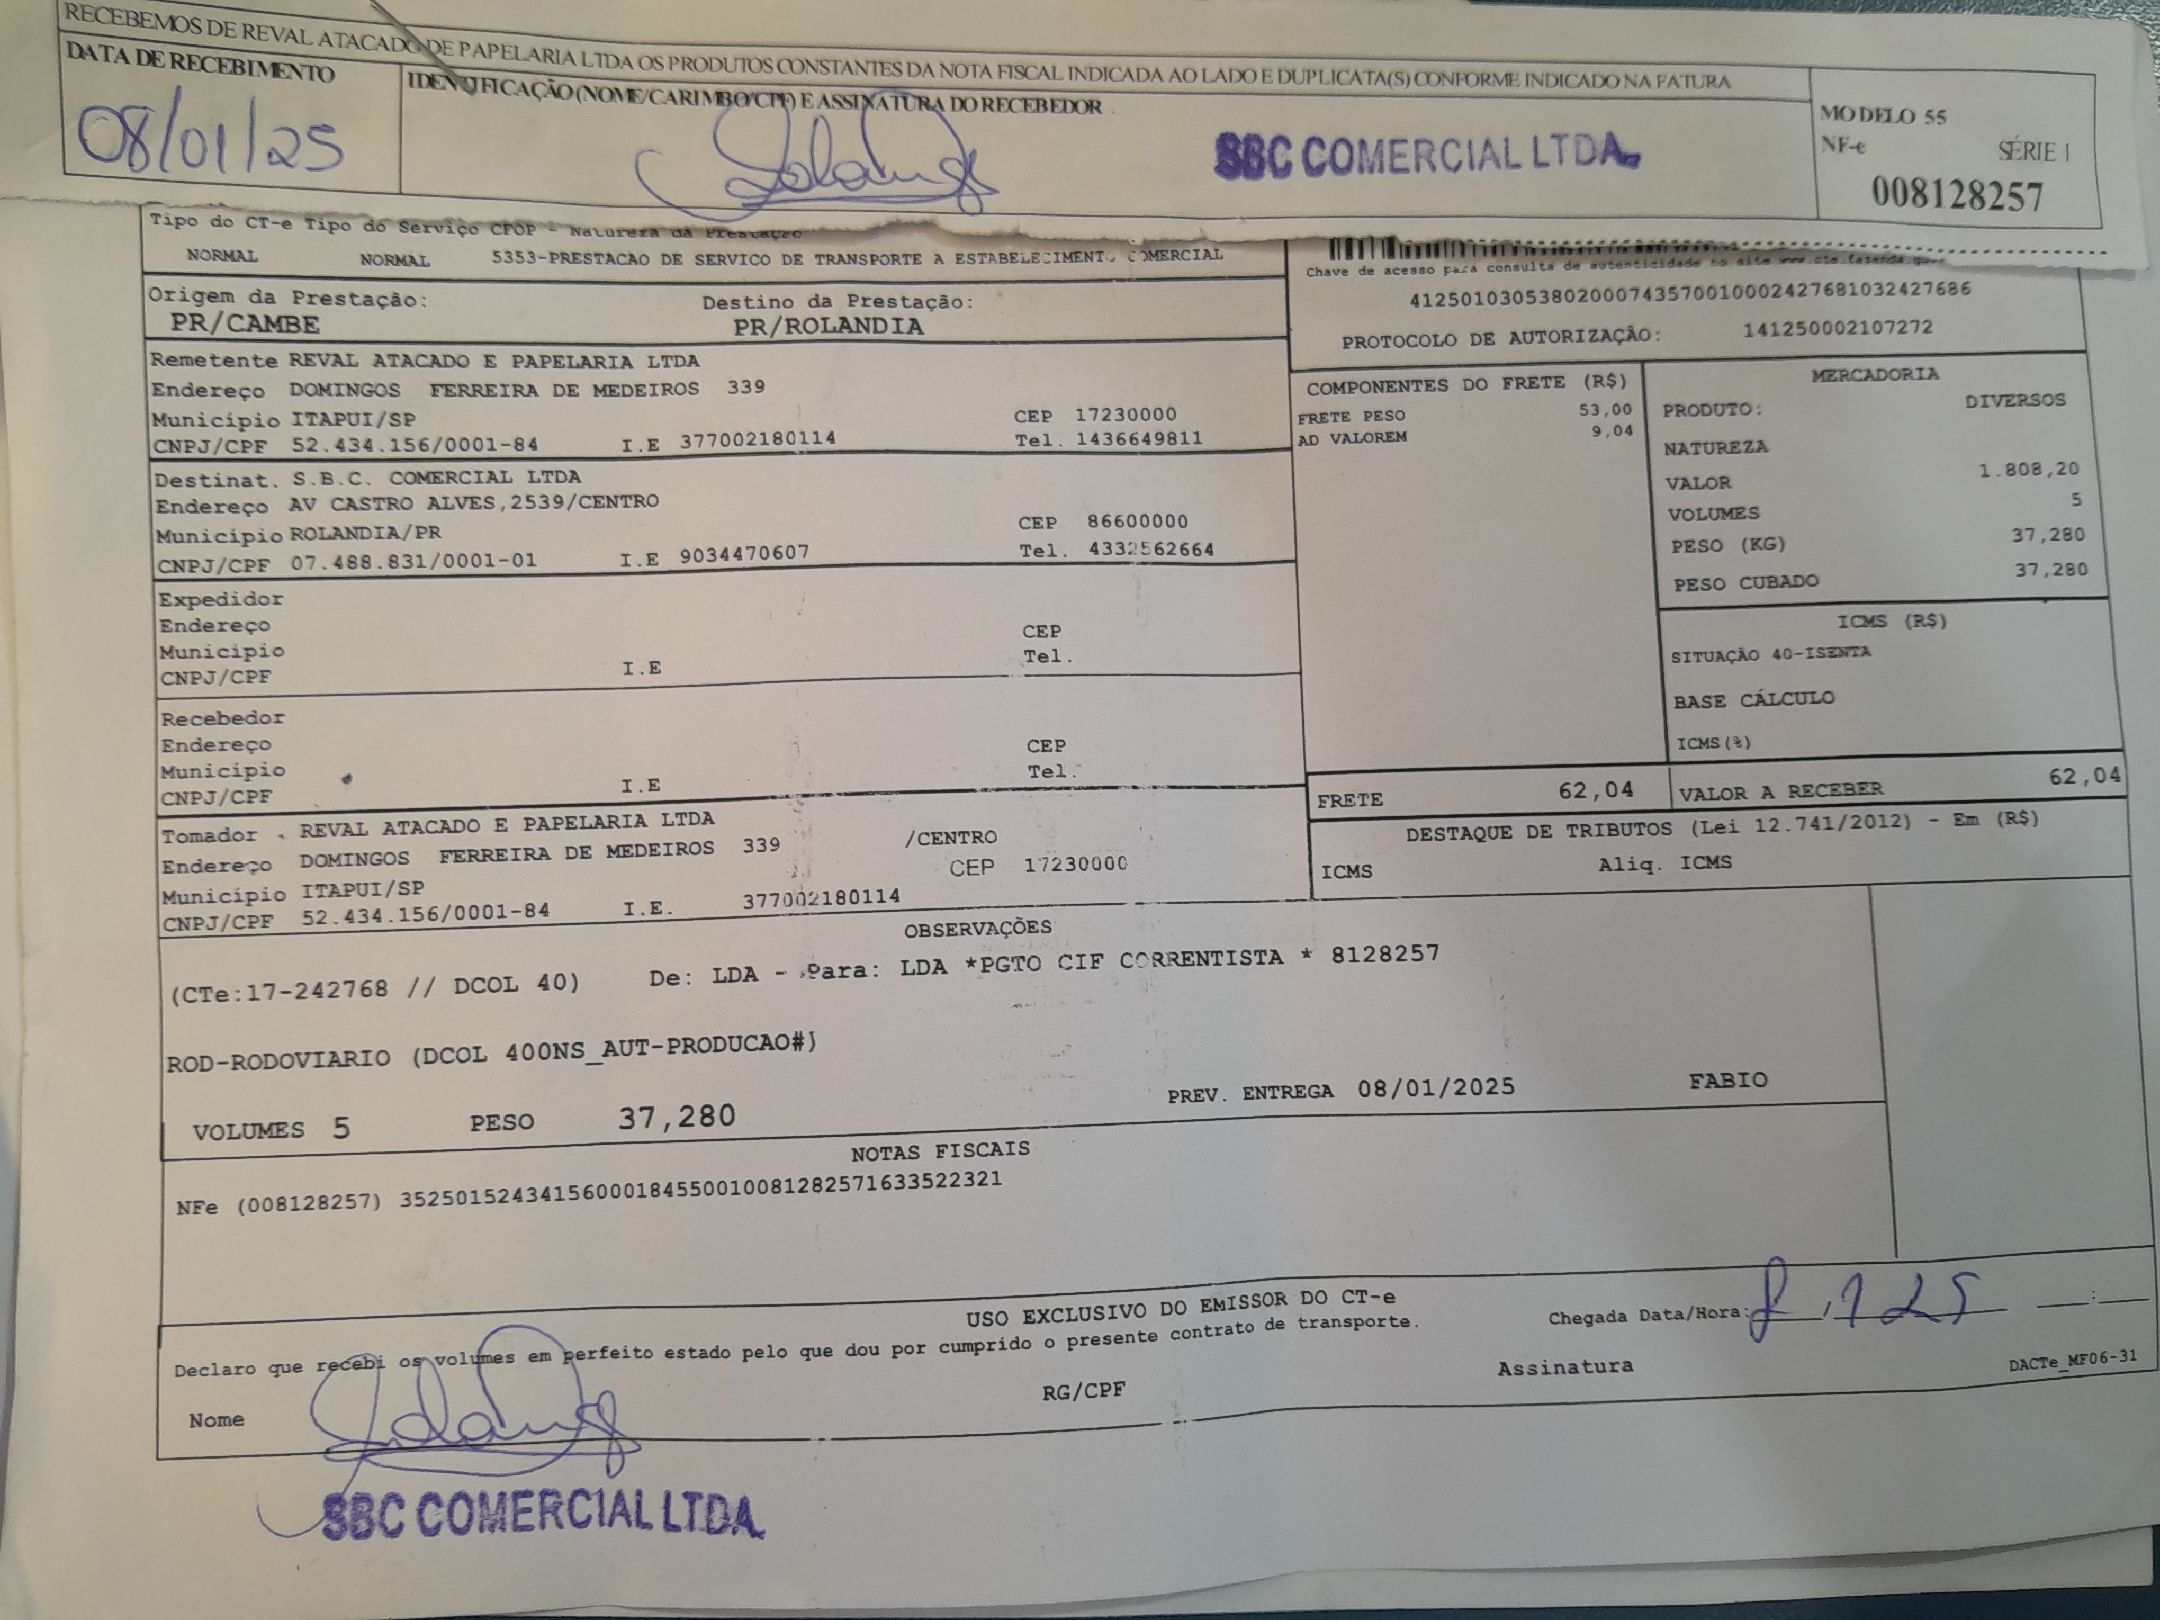 RECEBEMOS DE REVAL ATACADO DE PAPELARIA LTDA OS PRODUTOS CONSTANTES DA NOTA FISCAL INDICADA AO LADO E DUPLICATA(S) CONFORME INDICADO NA FATURA
DATA DE RECEBIMENTO
IDENTIFICAÇÃO (NOME/CARIMBO/CPF) E ASSINATURA DO RECEBEDOR
08/01/25
SBC COMERCIAL LTDA.
MODELO 55
NF-e SÉRIE 1
008128257
Tipo do CT-e Tipo do Serviço CFOP - Natureza da Prestação
NORMAL NORMAL 5353-PRESTACAO DE SERVICO DE TRANSPORTE A ESTABELECIMENTO COMERCIAL
Chave de acesso para consulta de autenticidade no site www.cte.fazenda.gov
41250103053802000743570010002427681032427686
PROTOCOLO DE AUTORIZAÇÃO: 141250002107272
Origem da Prestação: Destino da Prestação:
PR/CAMBE PR/ROLANDIA
Remetente REVAL ATACADO E PAPELARIA LTDA
Endereço DOMINGOS FERREIRA DE MEDEIROS 339
Município ITAPUI/SP CEP 17230000
CNPJ/CPF 52.434.156/0001-84 I.E 377002180114 Tel. 1436649811
Destinat. S.B.C. COMERCIAL LTDA
Endereço AV CASTRO ALVES,2539/CENTRO
Município ROLANDIA/PR CEP 86600000
CNPJ/CPF 07.488.831/0001-01 I.E 9034470607 Tel. 4332562664
Expedidor
Endereço
Município CEP
CNPJ/CPF I.E Tel.
Recebedor
Endereço
Município CEP
CNPJ/CPF I.E Tel.
Tomador . REVAL ATACADO E PAPELARIA LTDA
Endereço DOMINGOS FERREIRA DE MEDEIROS 339 /CENTRO
Município ITAPUI/SP CEP 17230000
CNPJ/CPF 52.434.156/0001-84 I.E. 377002180114
COMPONENTES DO FRETE (R$)
FRETE PESO 53,00
AD VALOREM 9,04
MERCADORIA
PRODUTO: DIVERSOS
NATUREZA
VALOR 1.808,20
VOLUMES 5
PESO (KG) 37,280
PESO CUBADO 37,280
ICMS (R$)
SITUAÇÃO 40-ISENTA
BASE CÁLCULO
ICMS(%)
FRETE 62,04 VALOR A RECEBER 62,04
DESTAQUE DE TRIBUTOS (Lei 12.741/2012) - Em (R$)
ICMS Aliq. ICMS
OBSERVAÇÕES
(CTe:17-242768 // DCOL 40) De: LDA - Para: LDA *PGTO CIF CORRENTISTA * 8128257
ROD-RODOVIARIO (DCOL 400NS_AUT-PRODUCAO#)
VOLUMES 5 PESO 37,280 PREV. ENTREGA 08/01/2025 FABIO
NOTAS FISCAIS
NFe (008128257) 35250152434156000184550010081282571633522321
USO EXCLUSIVO DO EMISSOR DO CT-e
Declaro que recebi os volumes em perfeito estado pelo que dou por cumprido o presente contrato de transporte.
Chegada Data/Hora: 8,125 __:__
Nome RG/CPF Assinatura DACTe_MF06-31
SBC COMERCIAL LTDA.